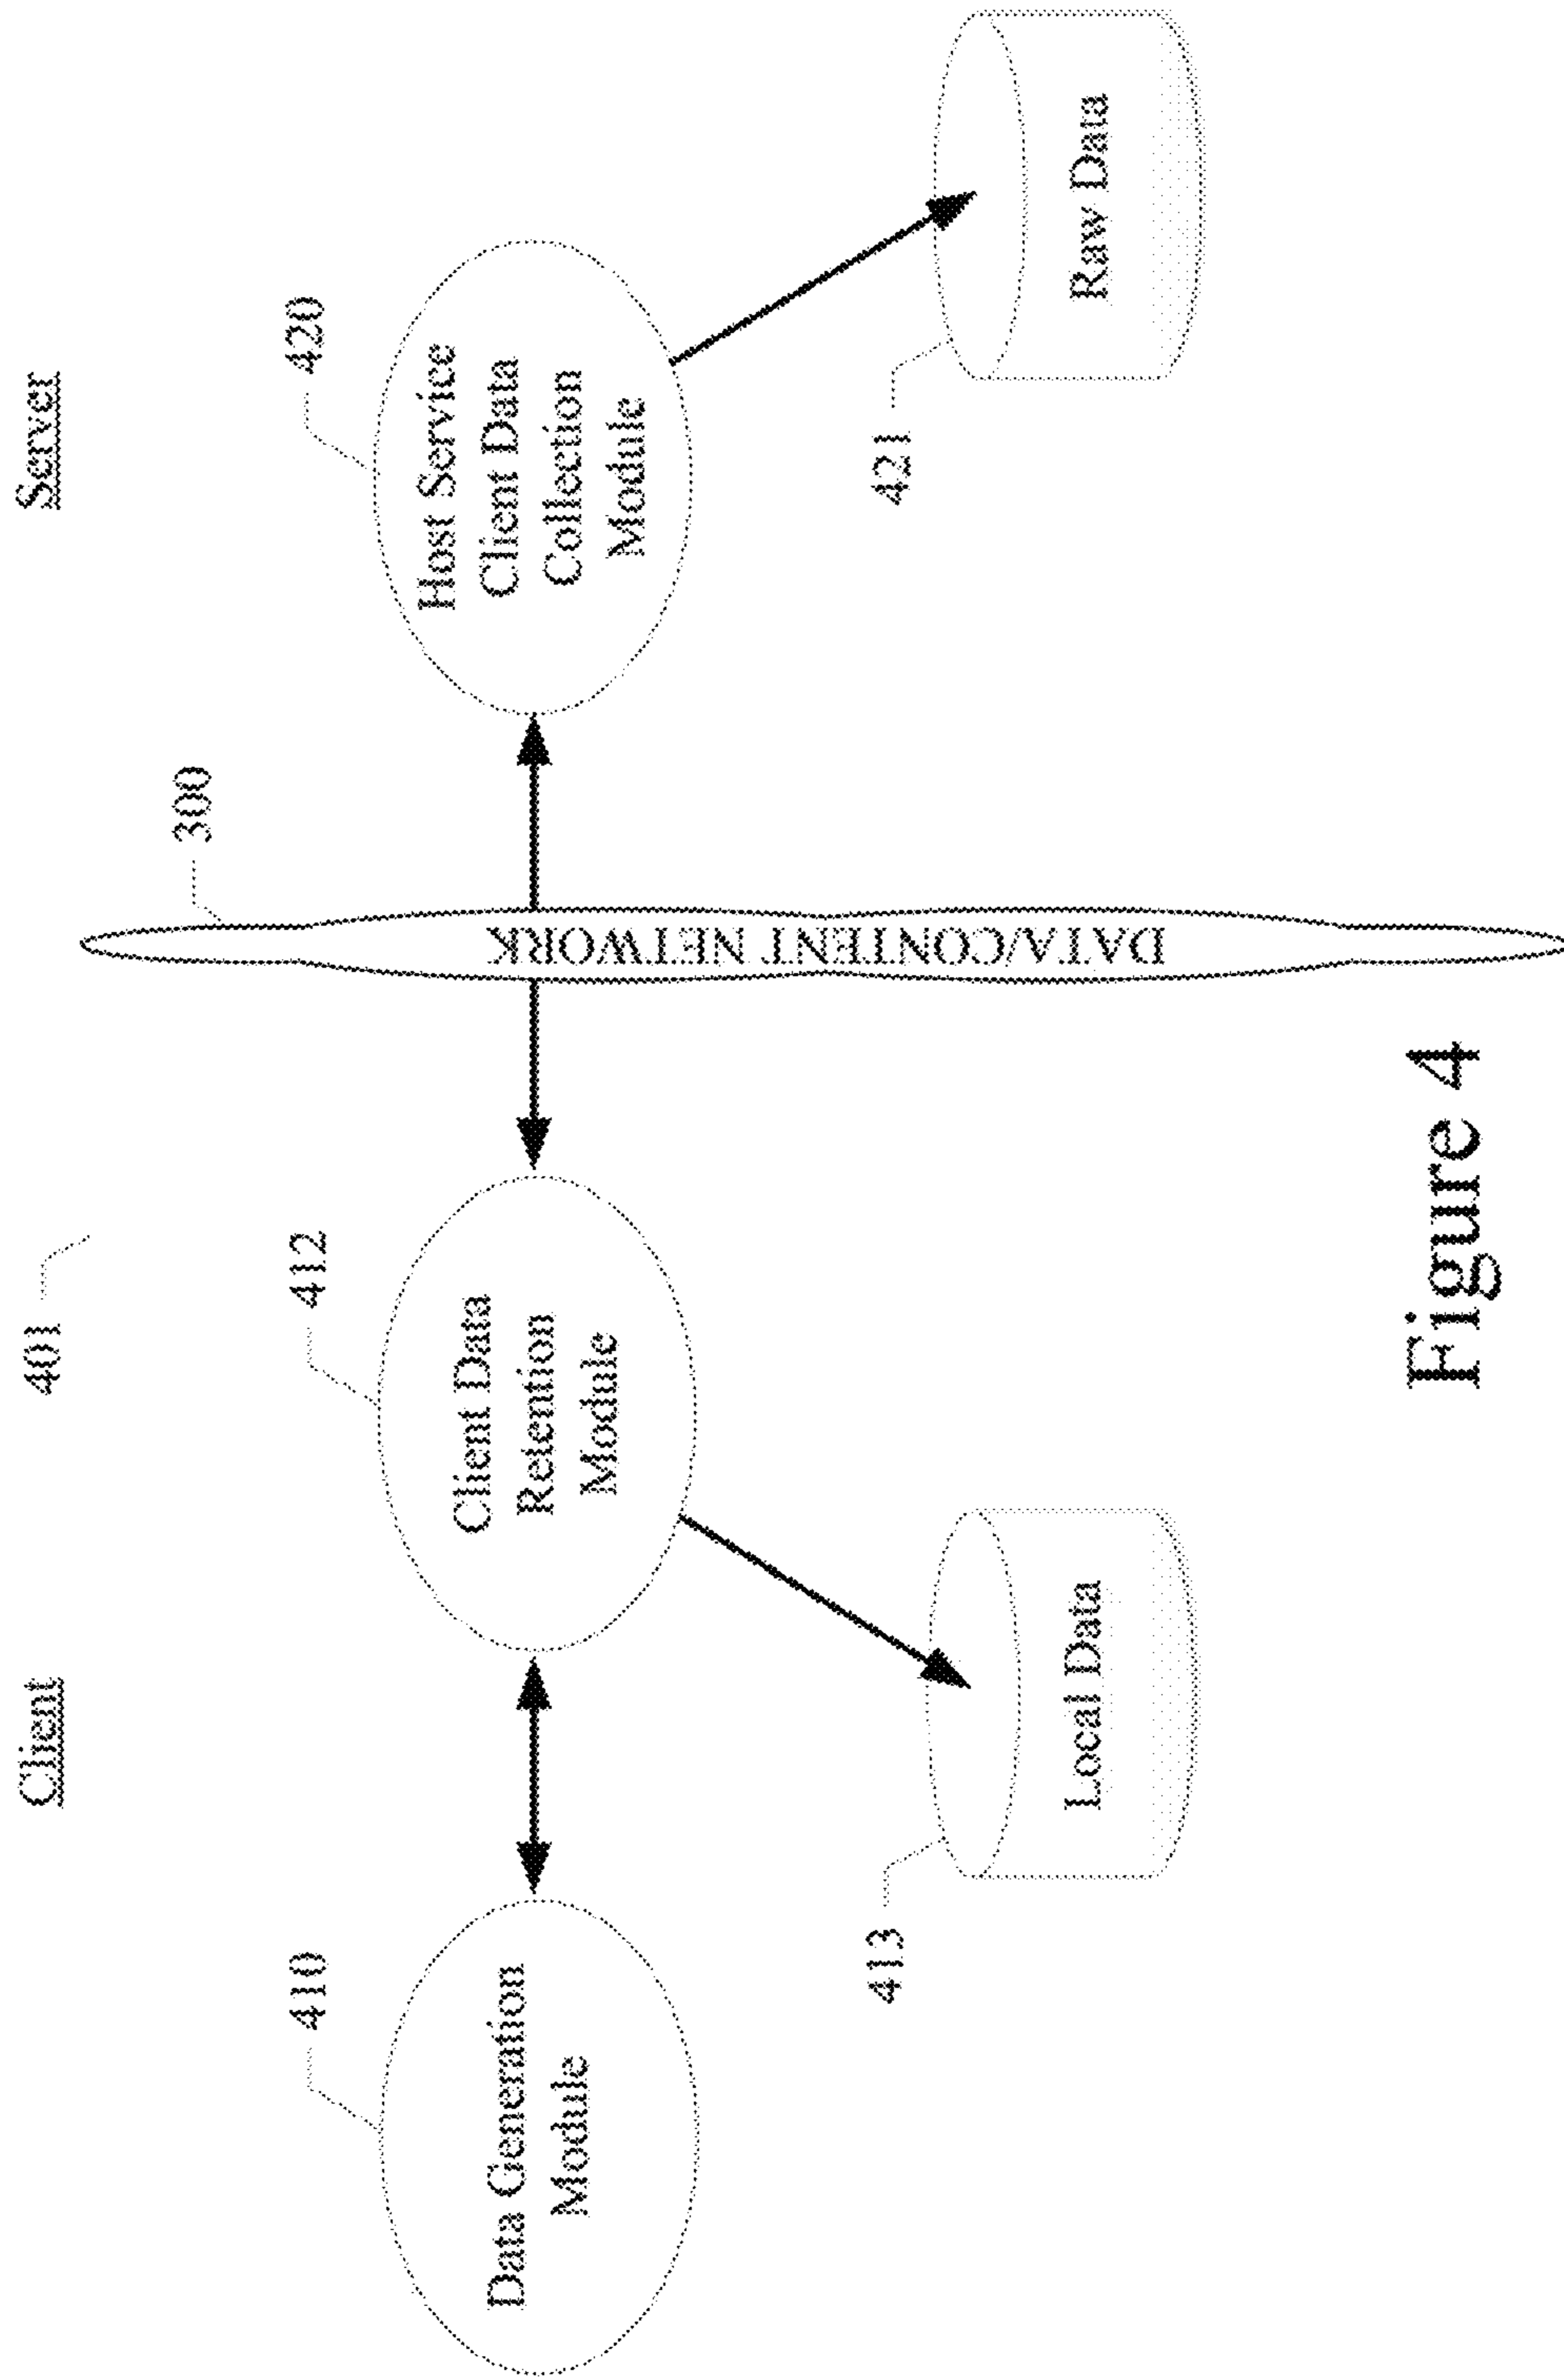 Client
Server
401
300
410
Data Generation
Module
412
Client Data
Retention
Module
DATA/CONTENT NETWORK
420
Host Service
Client Data
Collection
Module
413
Local Data
421
Raw Data
Figure 4